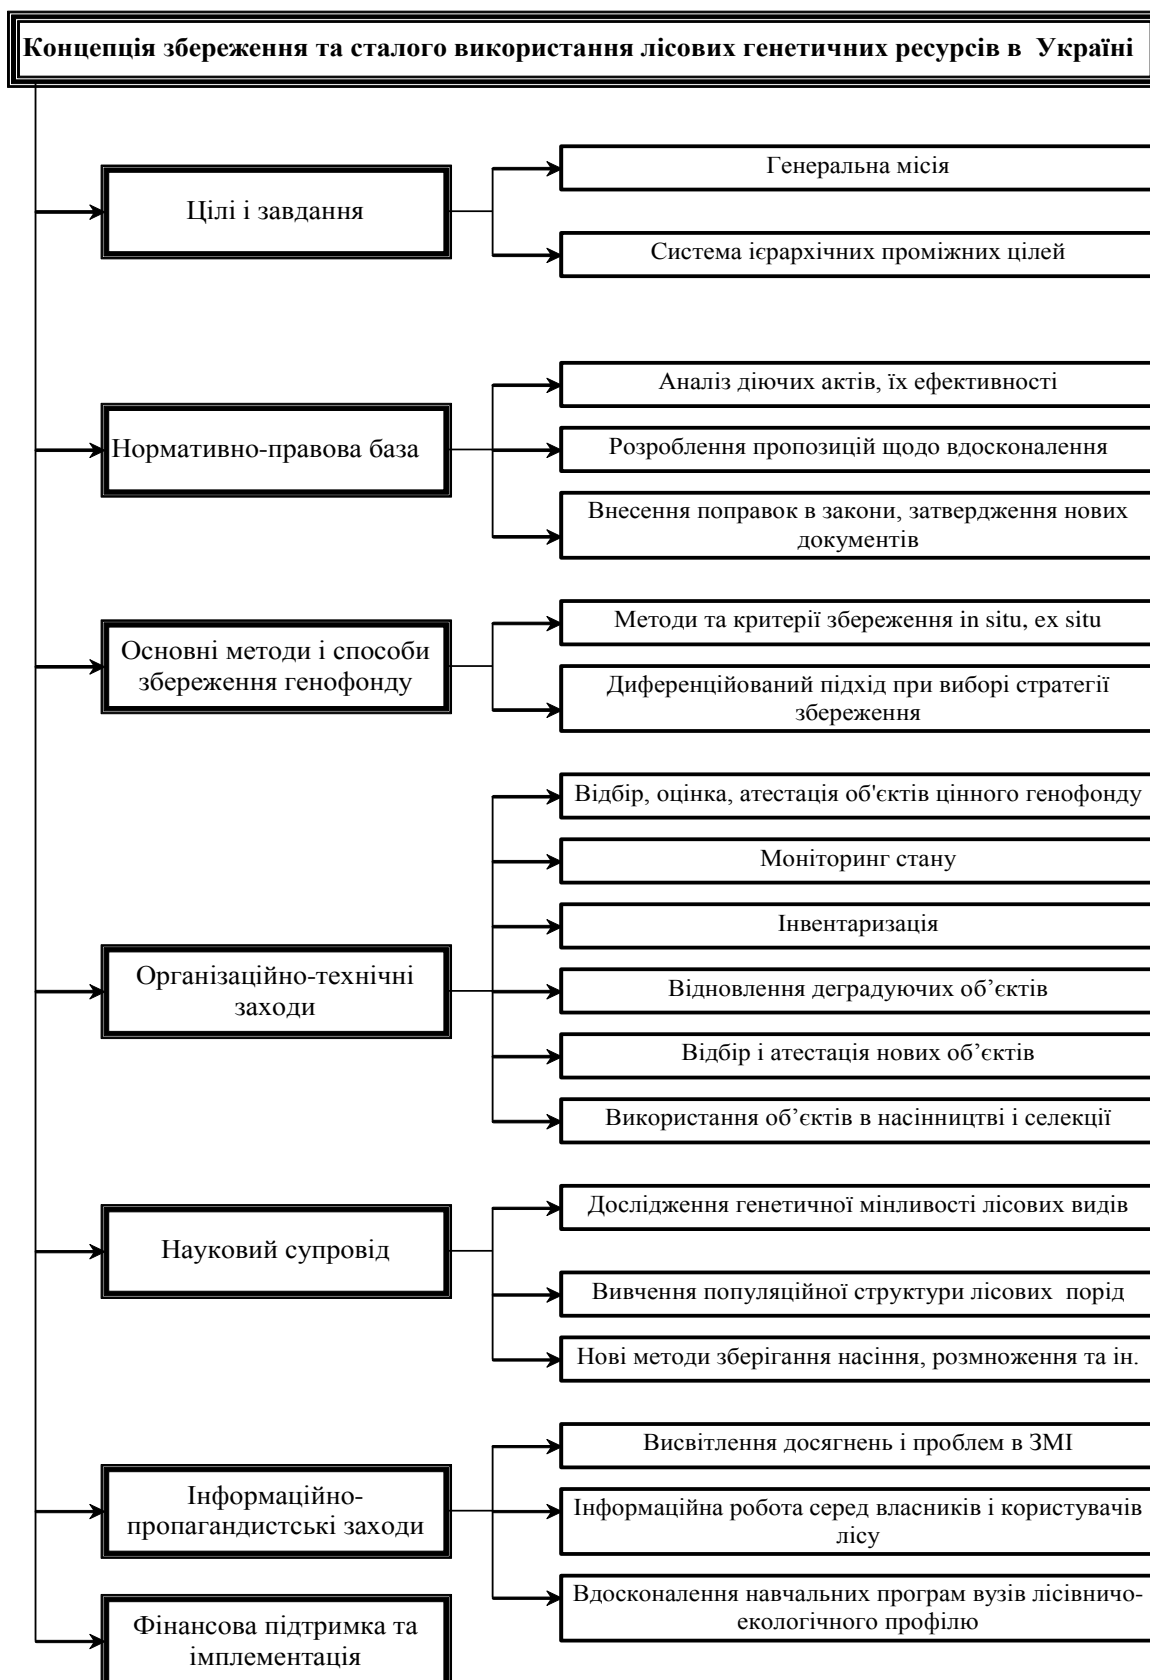 Концепція збереження та сталого використання лісових генетичних ресурсів в Україні
Цілі і завдання
Генеральна місія
Система ієрархічних проміжних цілей
Нормативно-правова база
Аналіз діючих актів, їх ефективності
Розроблення пропозицій щодо вдосконалення
Внесення поправок в закони, затвердження нових
документів
Основні методи і способи
збереження генофонду
Методи та критерії збереження in situ, ex situ
Диференційований підхід при виборі стратегії
збереження
Організаційно-технічні
заходи
Відбір, оцінка, атестація об'єктів цінного генофонду
Моніторинг стану
Інвентаризація
Відновлення деградуючих об’єктів
Відбір і атестація нових об’єктів
Використання об’єктів в насінництві і селекції
Науковий супровід
Дослідження генетичної мінливості лісових видів
Вивчення популяційної структури лісових порід
Нові методи зберігання насіння, розмноження та ін.
Інформаційно-
пропагандистські заходи
Висвітлення досягнень і проблем в ЗМІ
Інформаційна робота серед власників і користувачів
лісу
Вдосконалення навчальних програм вузів лісівничо-
екологічного профілю
Фінансова підтримка та
імплементація